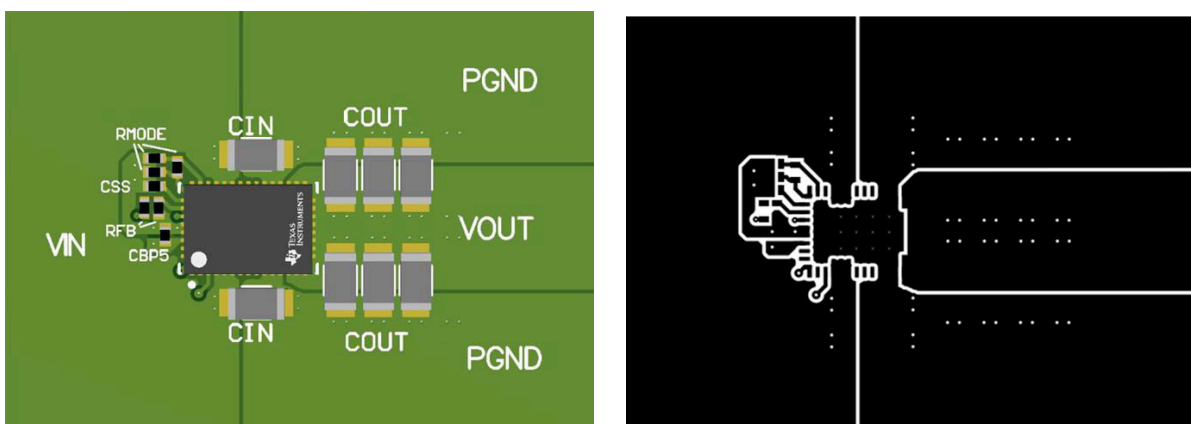 PGND
COUT
CIN
RMODE
CSS
RFB
CBP5
VIN
TEXAS
INSTRUMENTS
VOUT
CIN
COUT
PGND